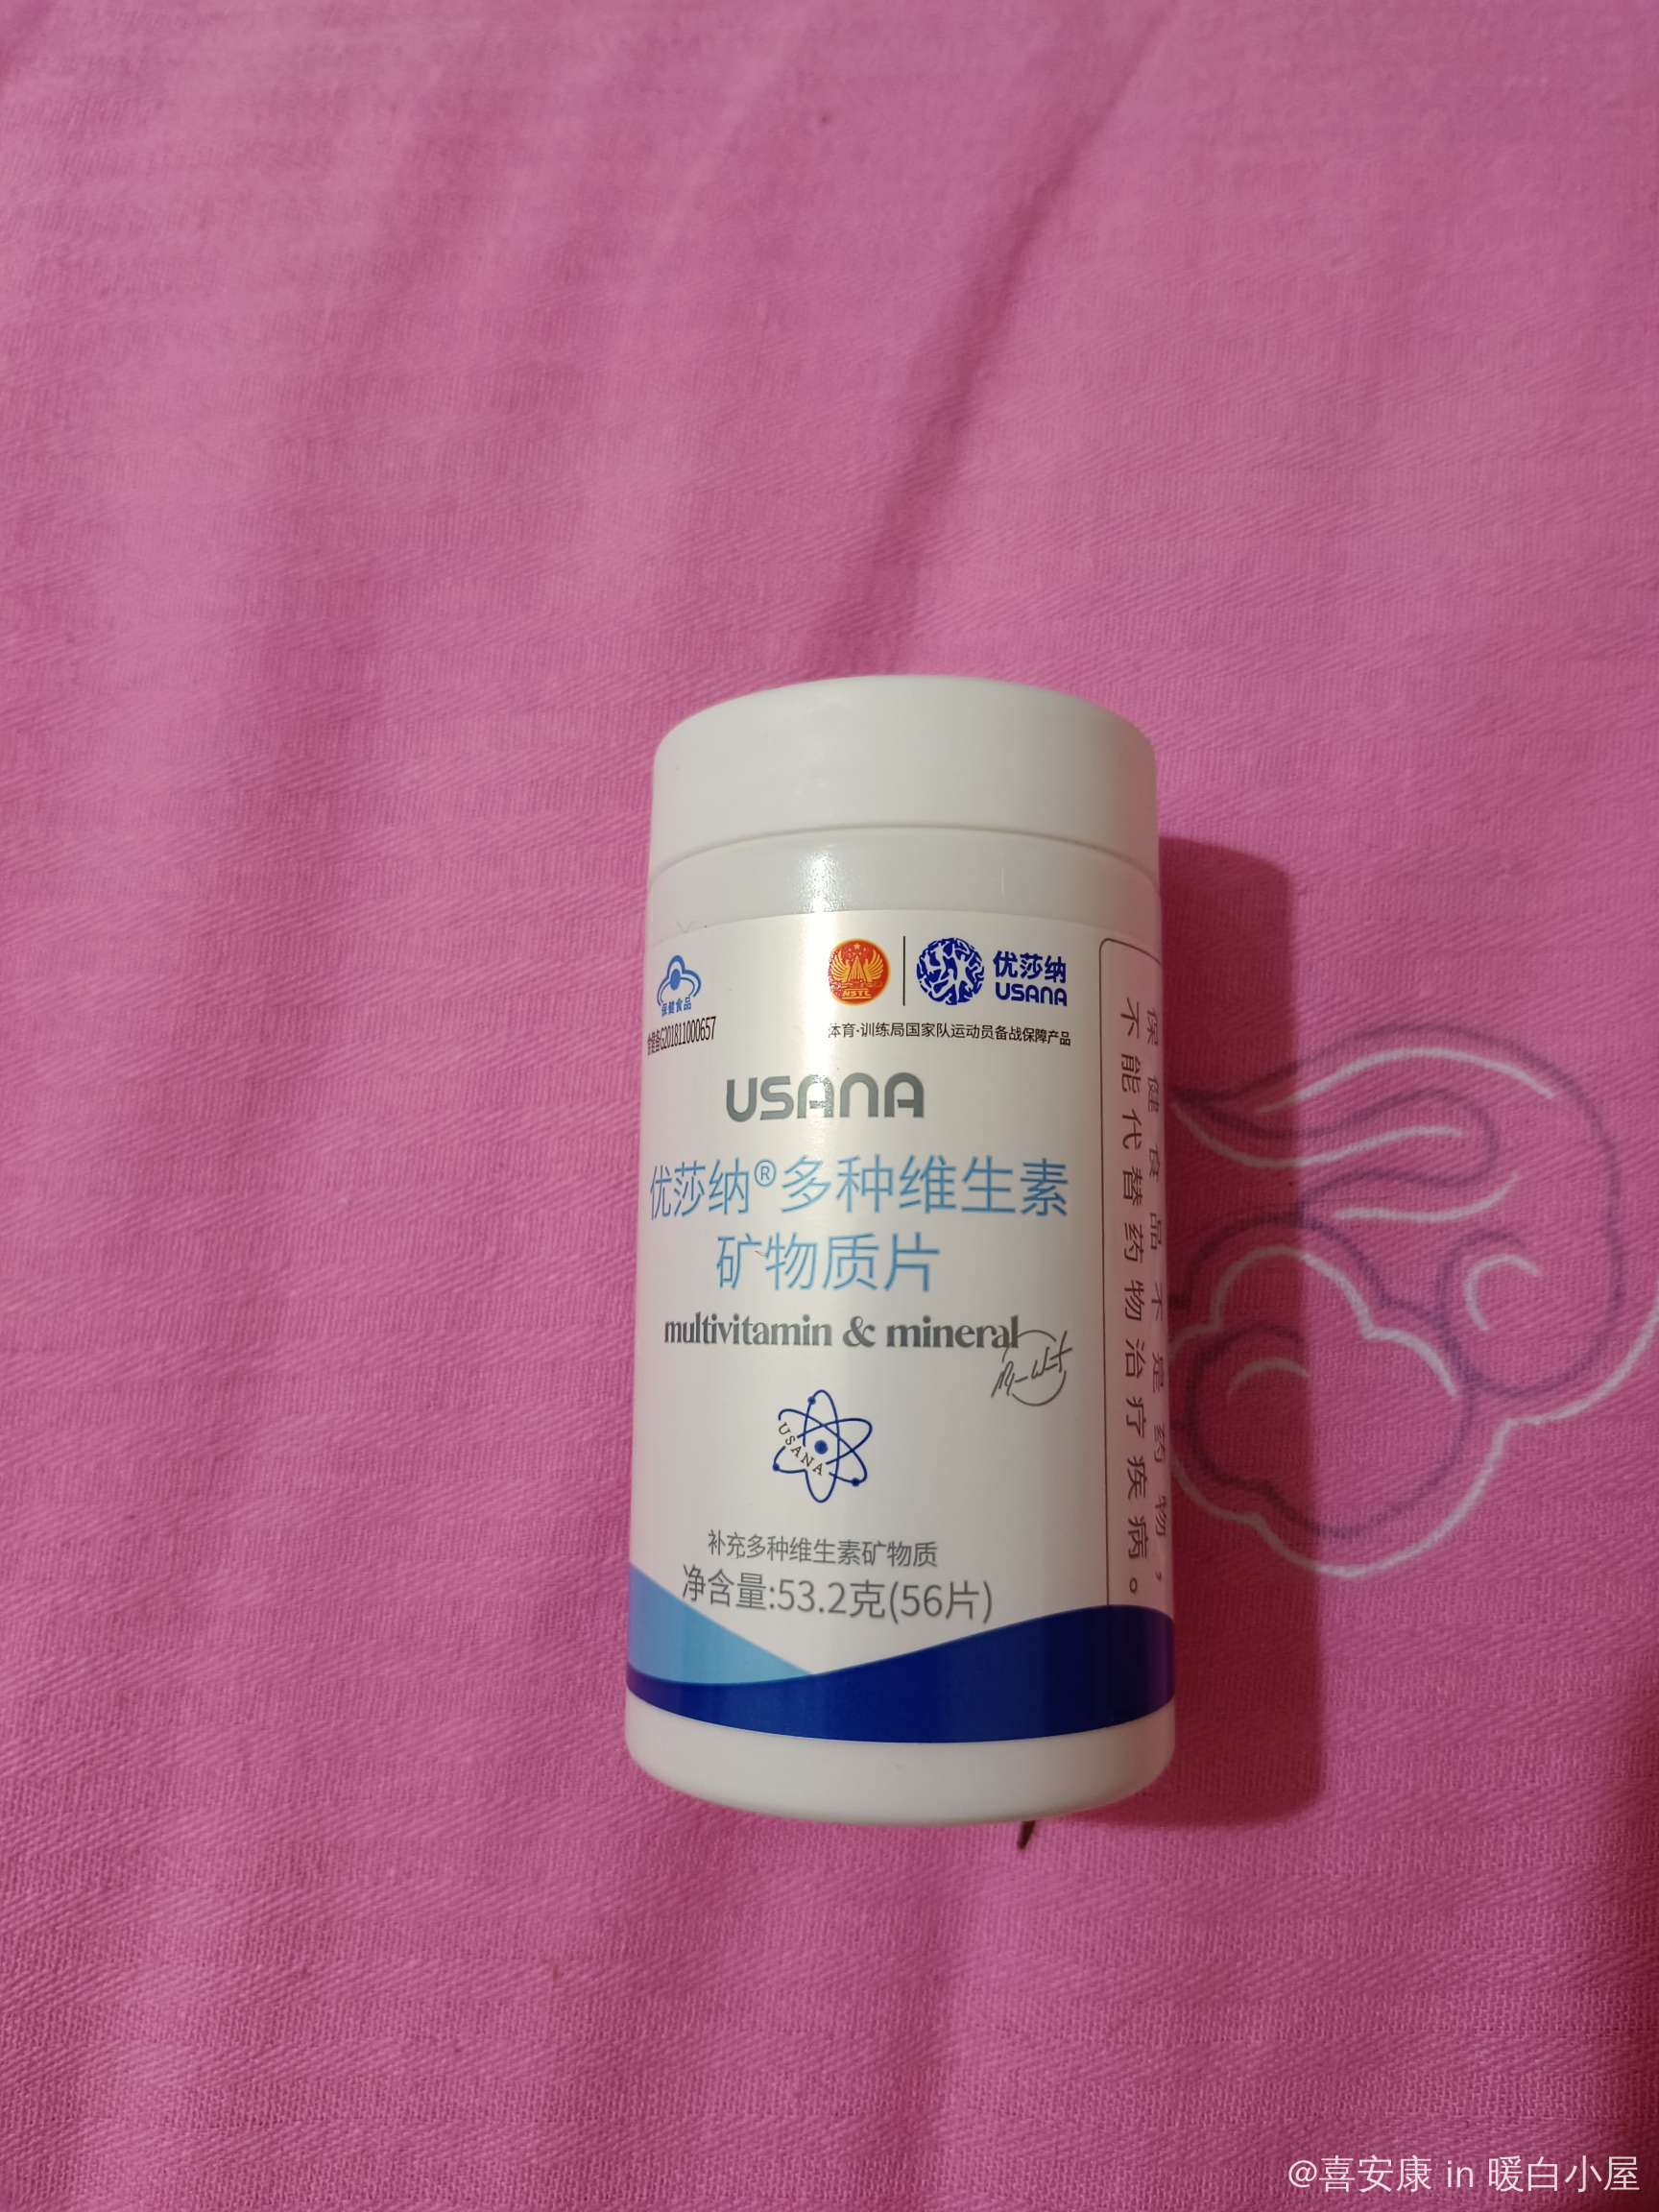 保健食品
食健备G201811000657
NSTC
优莎纳
USANA
体育·训练局国家队运动员备战保障产品
USANA
优莎纳®多种维生素
矿物质片
multivitamin & mineral
USANA
补充多种维生素矿物质
净含量:53.2克(56片)
保健食品不是药物，
不能代替药物治疗疾病。
@喜安康 in 暖白小屋